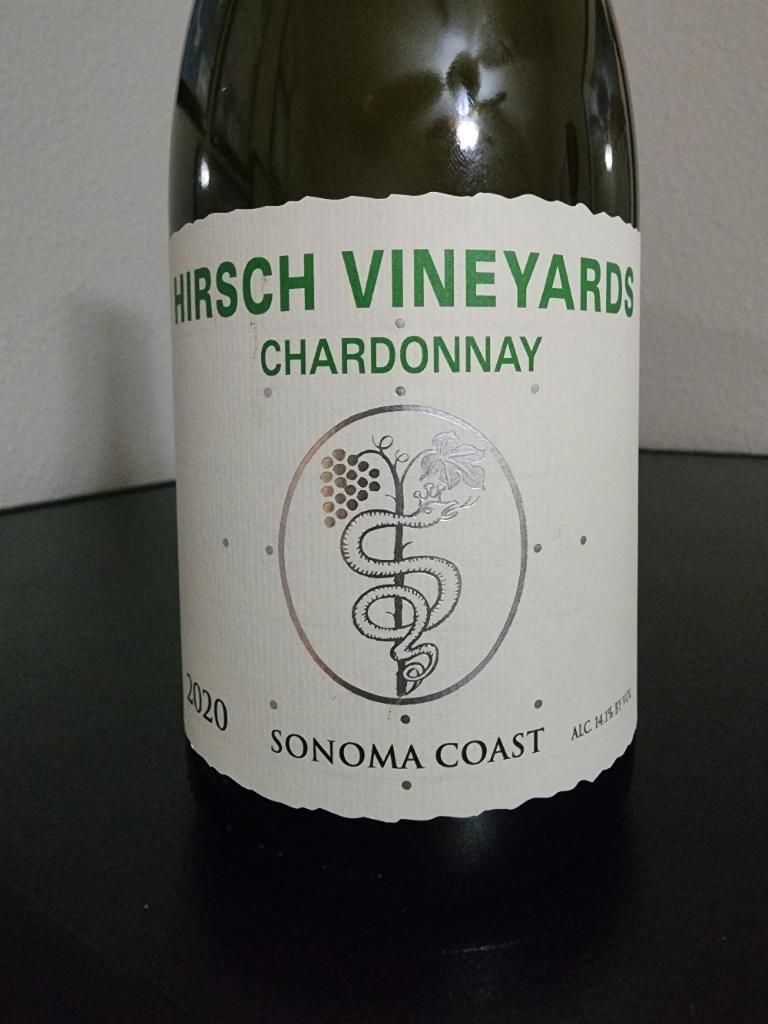 HIRSCH VINEYARDS
CHARDONNAY
2020
SONOMA COAST
ALC. 14.1% BY VOL